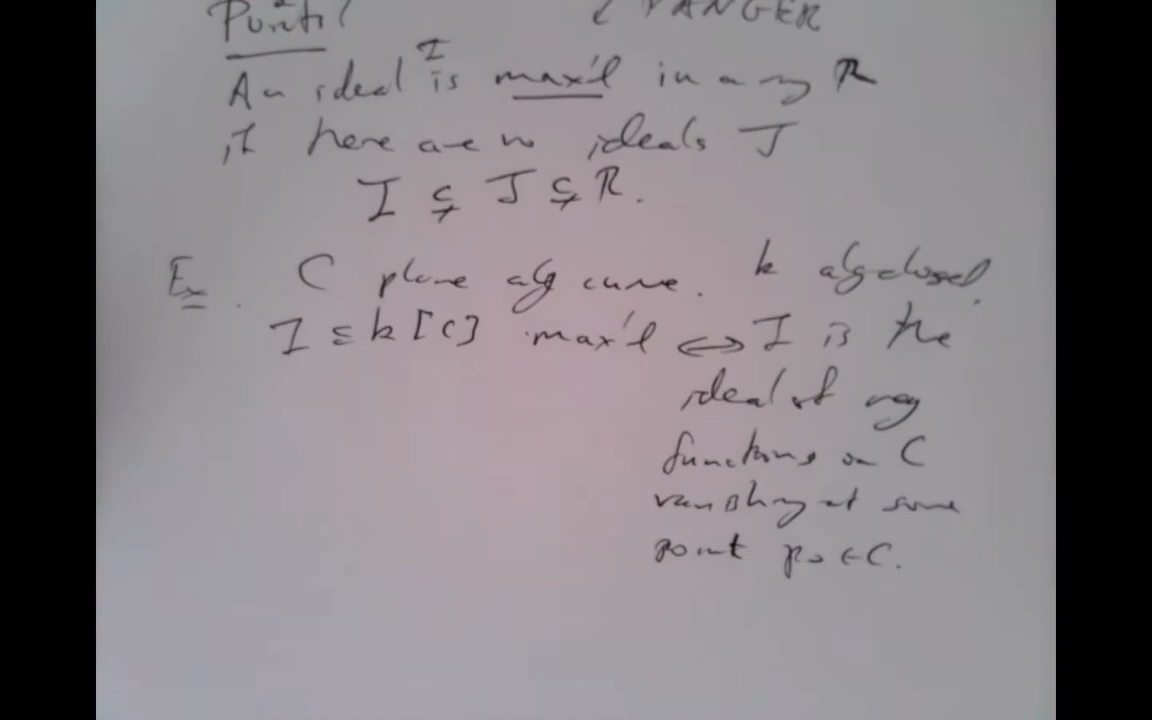 DANGER
An ideal I is max'l in a ring R
if there are no ideals J
I ⊊ J ⊊ R.
Ex. C plane alg curve. k alg closed.
I ⊆ k[C] max'l ⇔ I is the
ideal of reg
functions on C
vanishing at some
point p₀ ∈ C.